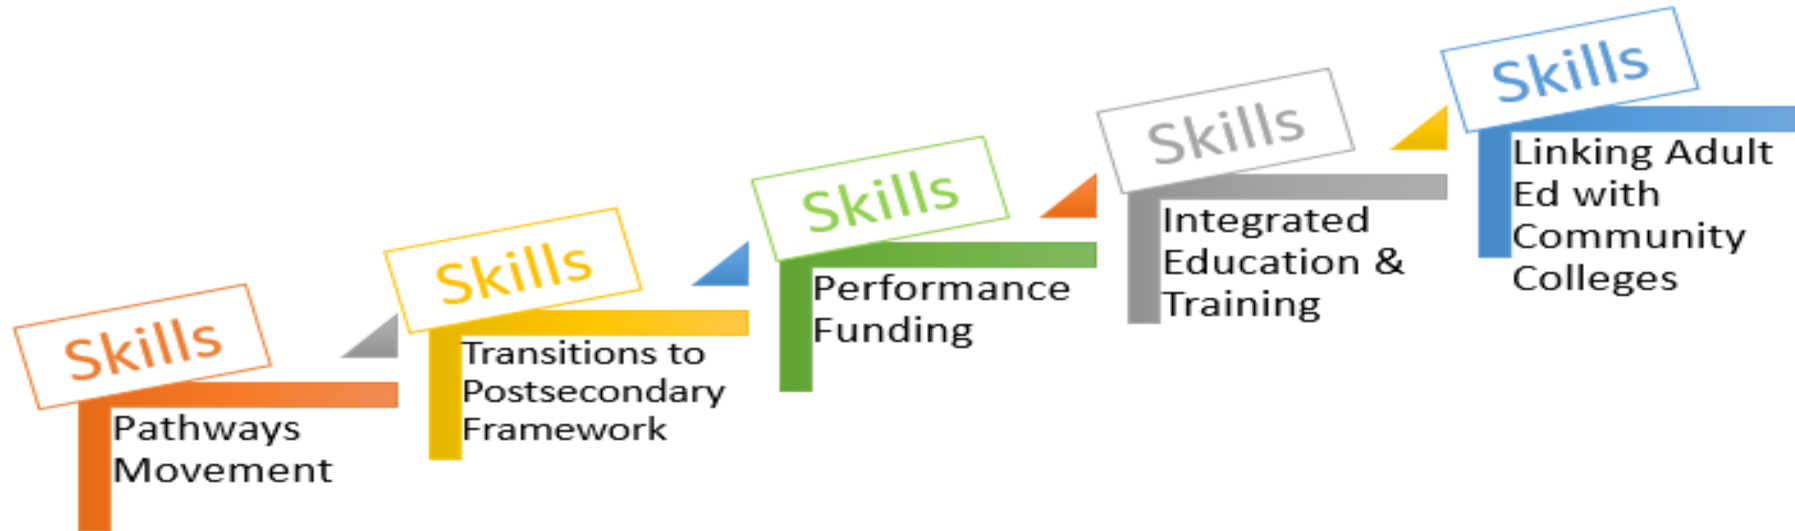 Skills
Pathways
Movement
Skills
Transitions to
Postsecondary
Framework
Skills
Performance
Funding
Skills
Integrated
Education &
Training
Skills
Linking Adult
Ed with
Community
Colleges